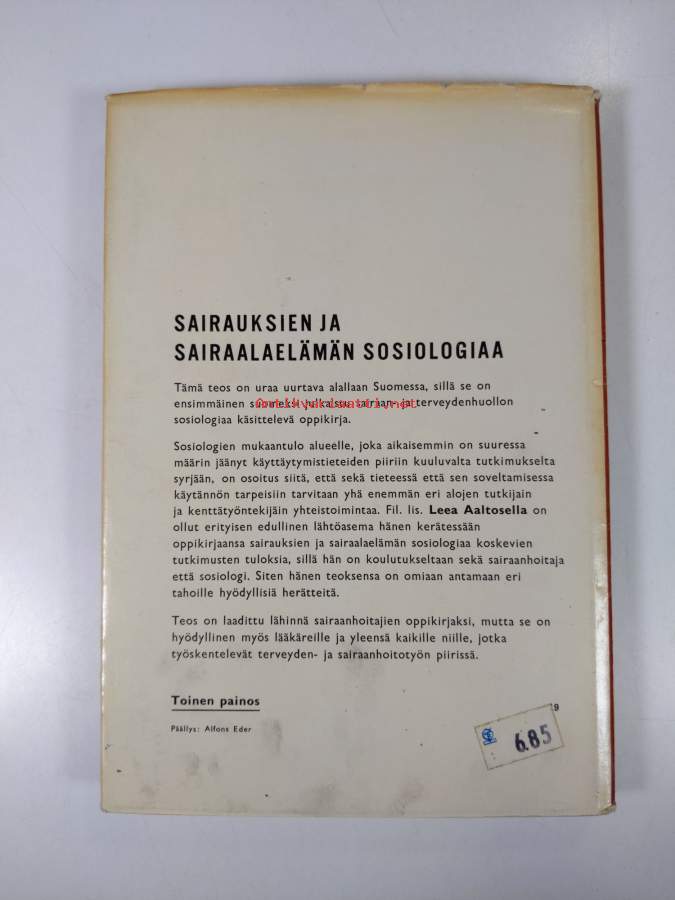 SAIRAUKSIEN JA
SAIRAALAELÄMÄN SOSIOLOGIAA
Tämä teos on uraa uurtava alallaan Suomessa, sillä se on
ensimmäinen suomeksi julkaistu sairaan- ja terveydenhuollon
sosiologiaa käsittelevä oppikirja.
Antikvariaatti.net
Sosiologien mukaantulo alueelle, joka aikaisemmin on suuressa
määrin jäänyt käyttäytymistieteiden piiriin kuuluvalta tutkimukselta
syrjään, on osoitus siitä, että sekä tieteessä että sen soveltamisessa
käytännön tarpeisiin tarvitaan yhä enemmän eri alojen tutkijain
ja kenttätyöntekijäin yhteistoimintaa. Fil. lis. Leea Aaltosella on
ollut erityisen edullinen lähtöasema hänen kerätessään
oppikirjaansa sairauksien ja sairaalaelämän sosiologiaa koskevien
tutkimusten tuloksia, sillä hän on koulutukseltaan sekä sairaanhoitaja
että sosiologi. Siten hänen teoksensa on omiaan antamaan eri
tahoille hyödyllisiä herätteitä.
Teos on laadittu lähinnä sairaanhoitajien oppikirjaksi, mutta se on
hyödyllinen myös lääkäreille ja yleensä kaikille niille, jotka
työskentelevät terveyden- ja sairaanhoitotyön piirissä.
Toinen painos
Päällys: Alfons Eder
6.85